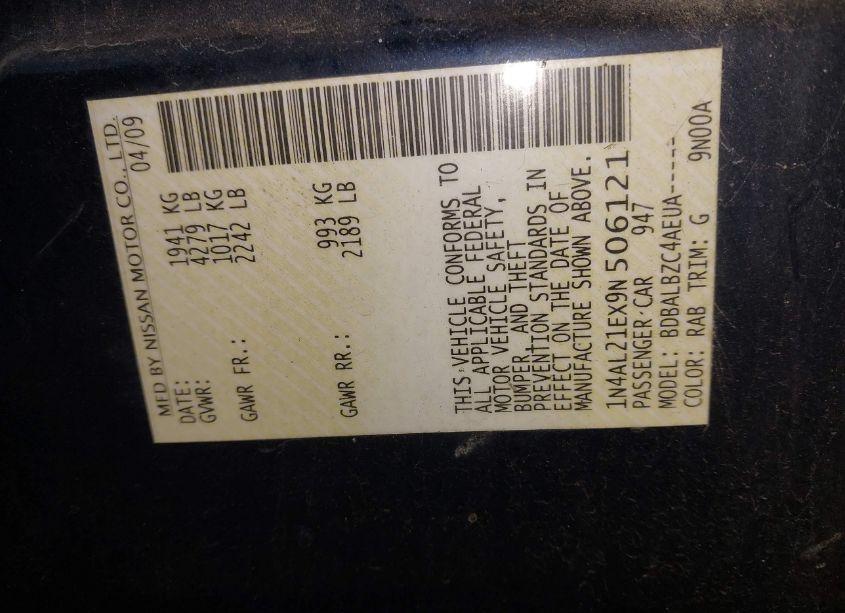 MFD BY NISSAN MOTOR CO., LTD.
DATE: 04/09
GVWR: 1941 KG
4279 LB
GAWR FR.: 1017 KG
2242 LB
GAWR RR.: 993 KG
2189 LB
THIS VEHICLE CONFORMS TO
ALL APPLICABLE FEDERAL
MOTOR VEHICLE SAFETY,
BUMPER, AND THEFT
PREVENTION STANDARDS IN
EFFECT ON THE DATE OF
MANUFACTURE SHOWN ABOVE.
1N4AL21EX9N506121
PASSENGER CAR 947
MODEL: BDBALBZC4AEUA-----
COLOR: RAB TRIM: G 9N00A